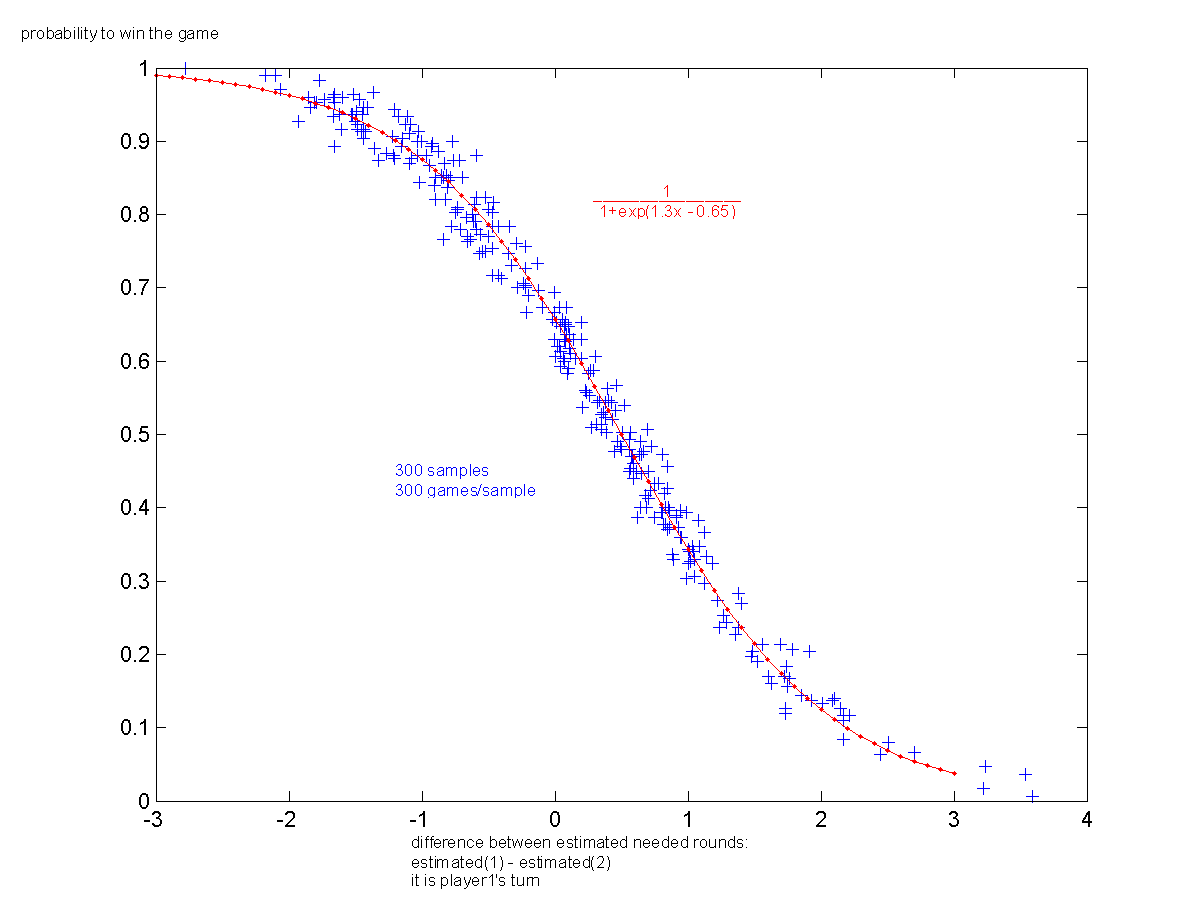 probability to win the game
1
0.9
0.8
0.7
0.6
0.5
0.4
0.3
0.2
0.1
0
1
1+exp(1.3x -0.65)
300 samples
300 games/sample
-3 -2 -1 0 1 2 3 4
difference between estimated needed rounds:
estimated(1) - estimated(2)
it is player1's turn